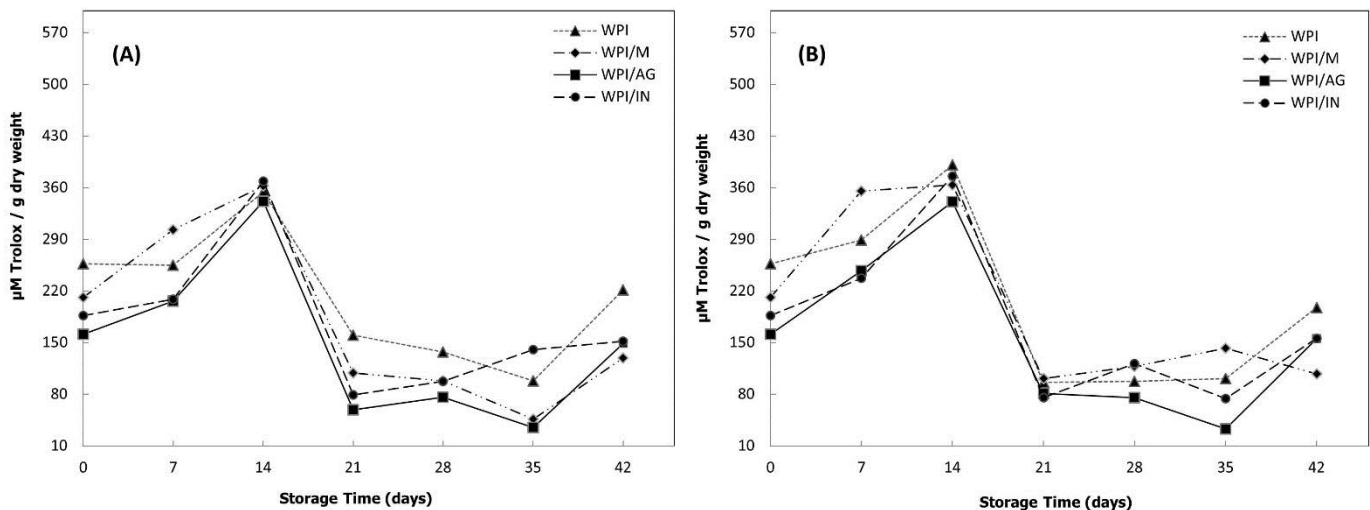 (A)
WPI
WPI/M
WPI/AG
WPI/IN
µM Trolox / g dry weight
570
500
430
360
290
220
150
80
10
0 7 14 21 28 35 42
Storage Time (days)
(B)
WPI
WPI/M
WPI/AG
WPI/IN
µM Trolox / g dry weight
570
500
430
360
290
220
150
80
10
0 7 14 21 28 35 42
Storage Time (days)